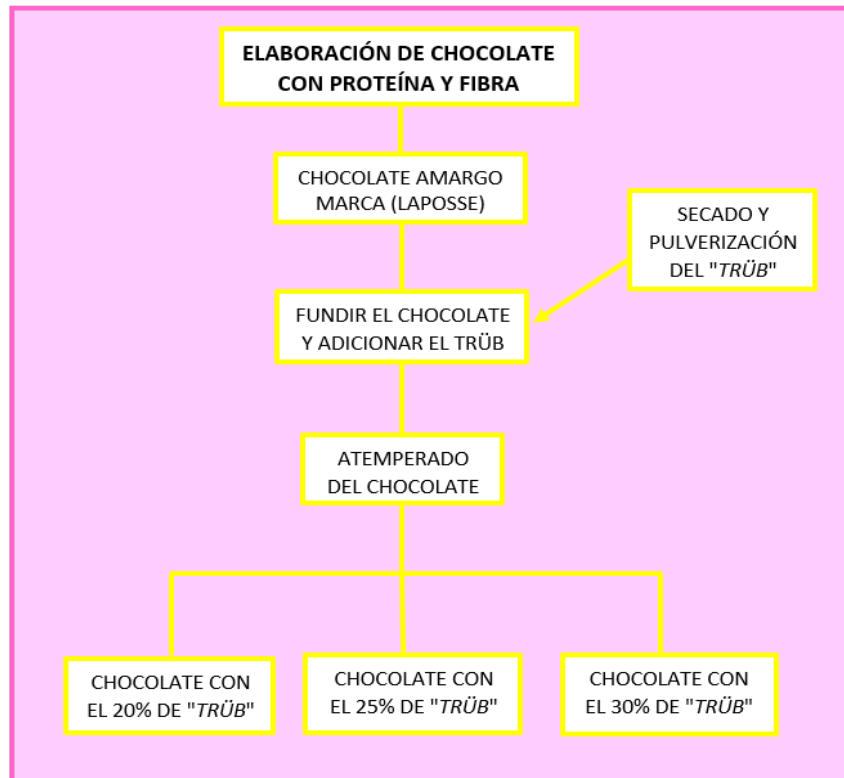 ELABORACIÓN DE CHOCOLATE
CON PROTEÍNA Y FIBRA
CHOCOLATE AMARGO
MARCA (LAPOSSE)
SECADO Y
PULVERIZACIÓN
DEL "TRÜB"
FUNDIR EL CHOCOLATE
Y ADICIONAR EL TRÜB
ATEMPERADO
DEL CHOCOLATE
CHOCOLATE CON
EL 20% DE "TRÜB"
CHOCOLATE CON
EL 25% DE "TRÜB"
CHOCOLATE CON
EL 30% DE "TRÜB"